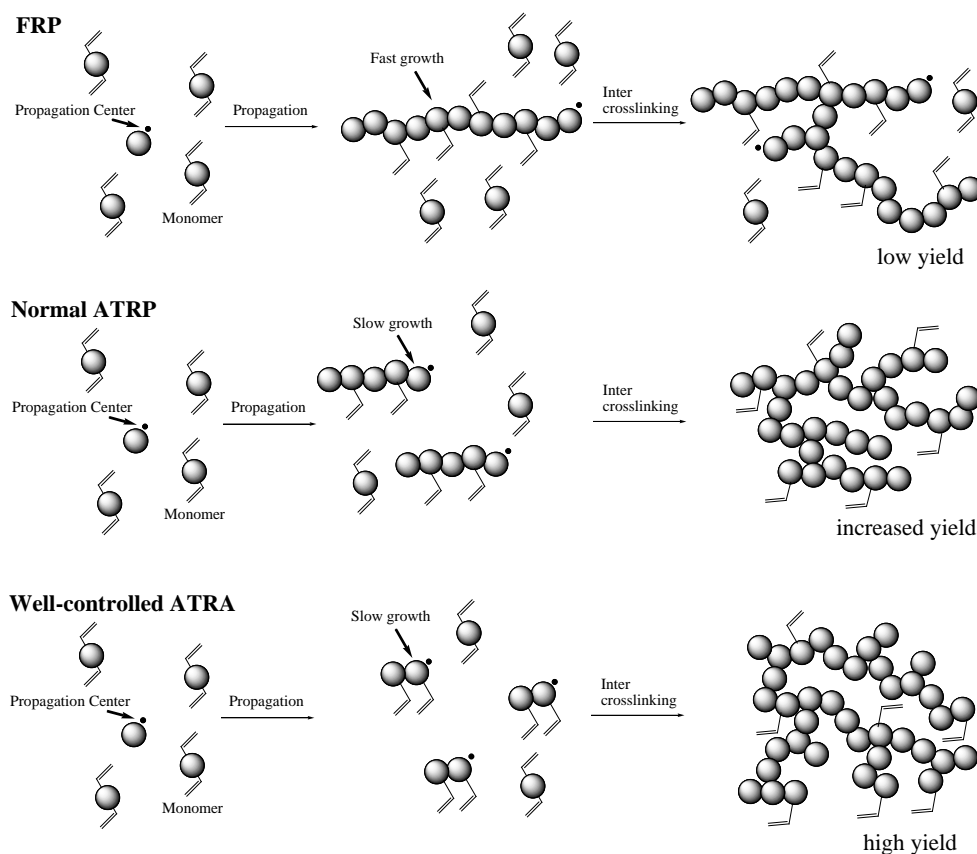 FRP
Fast growth
Propagation Center
Propagation
Inter
crosslinking
Monomer
low yield
Normal ATRP
Slow growth
Propagation Center
Propagation
Inter
crosslinking
Monomer
increased yield
Well-controlled ATRA
Slow growth
Propagation Center
Propagation
Inter
crosslinking
Monomer
high yield